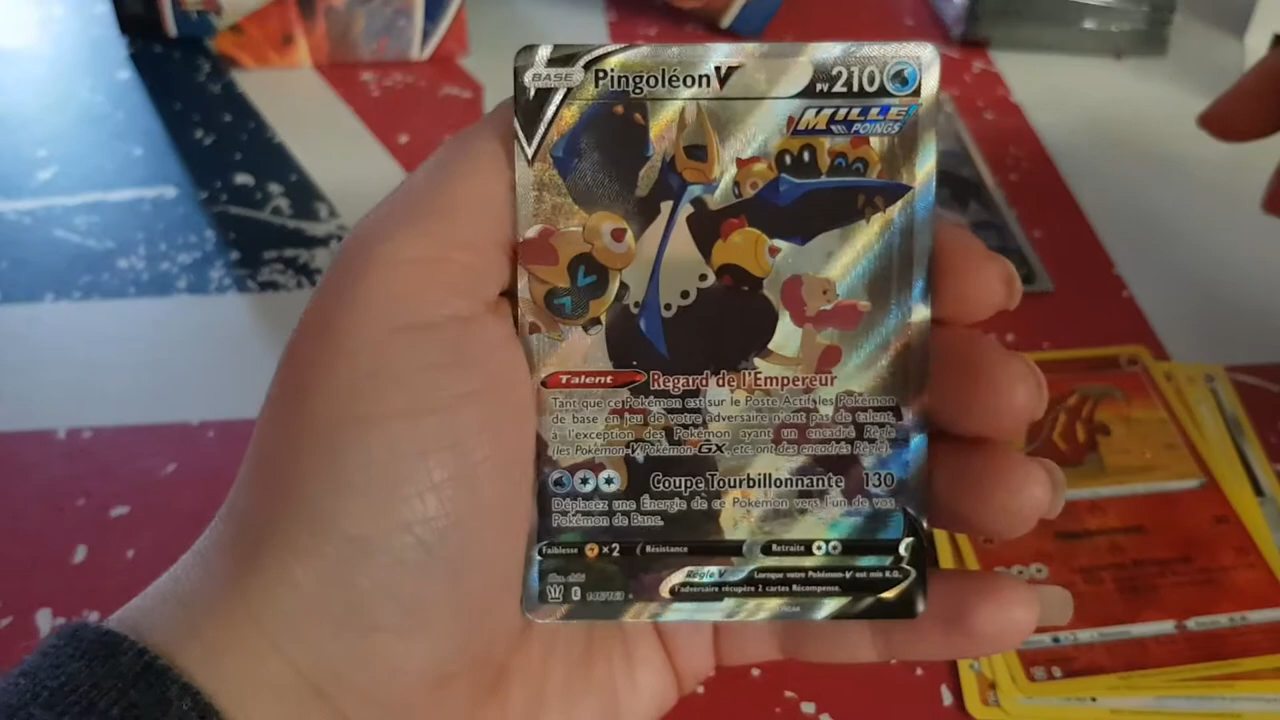 BASE
Pingoléon V
PV 210
MILLE
POINGS
Talent Regard de l'Empereur
Tant que ce Pokémon est sur le Poste Actif, les Pokémon
de base en jeu de votre adversaire n'ont pas de talent,
à l'exception des Pokémon ayant un encadré Règle
(les Pokémon-V, Pokémon-GX, etc. ont des encadrés Règle).
Coupe Tourbillonnante 130
Déplacez une Énergie de ce Pokémon vers l'un de vos
Pokémon de Banc.
Faiblesse ×2 Résistance Retraite
Règle V Lorsque votre Pokémon-V est mis K.O.,
l'adversaire récupère 2 cartes Récompense.
Illus. chibi
E 146/163